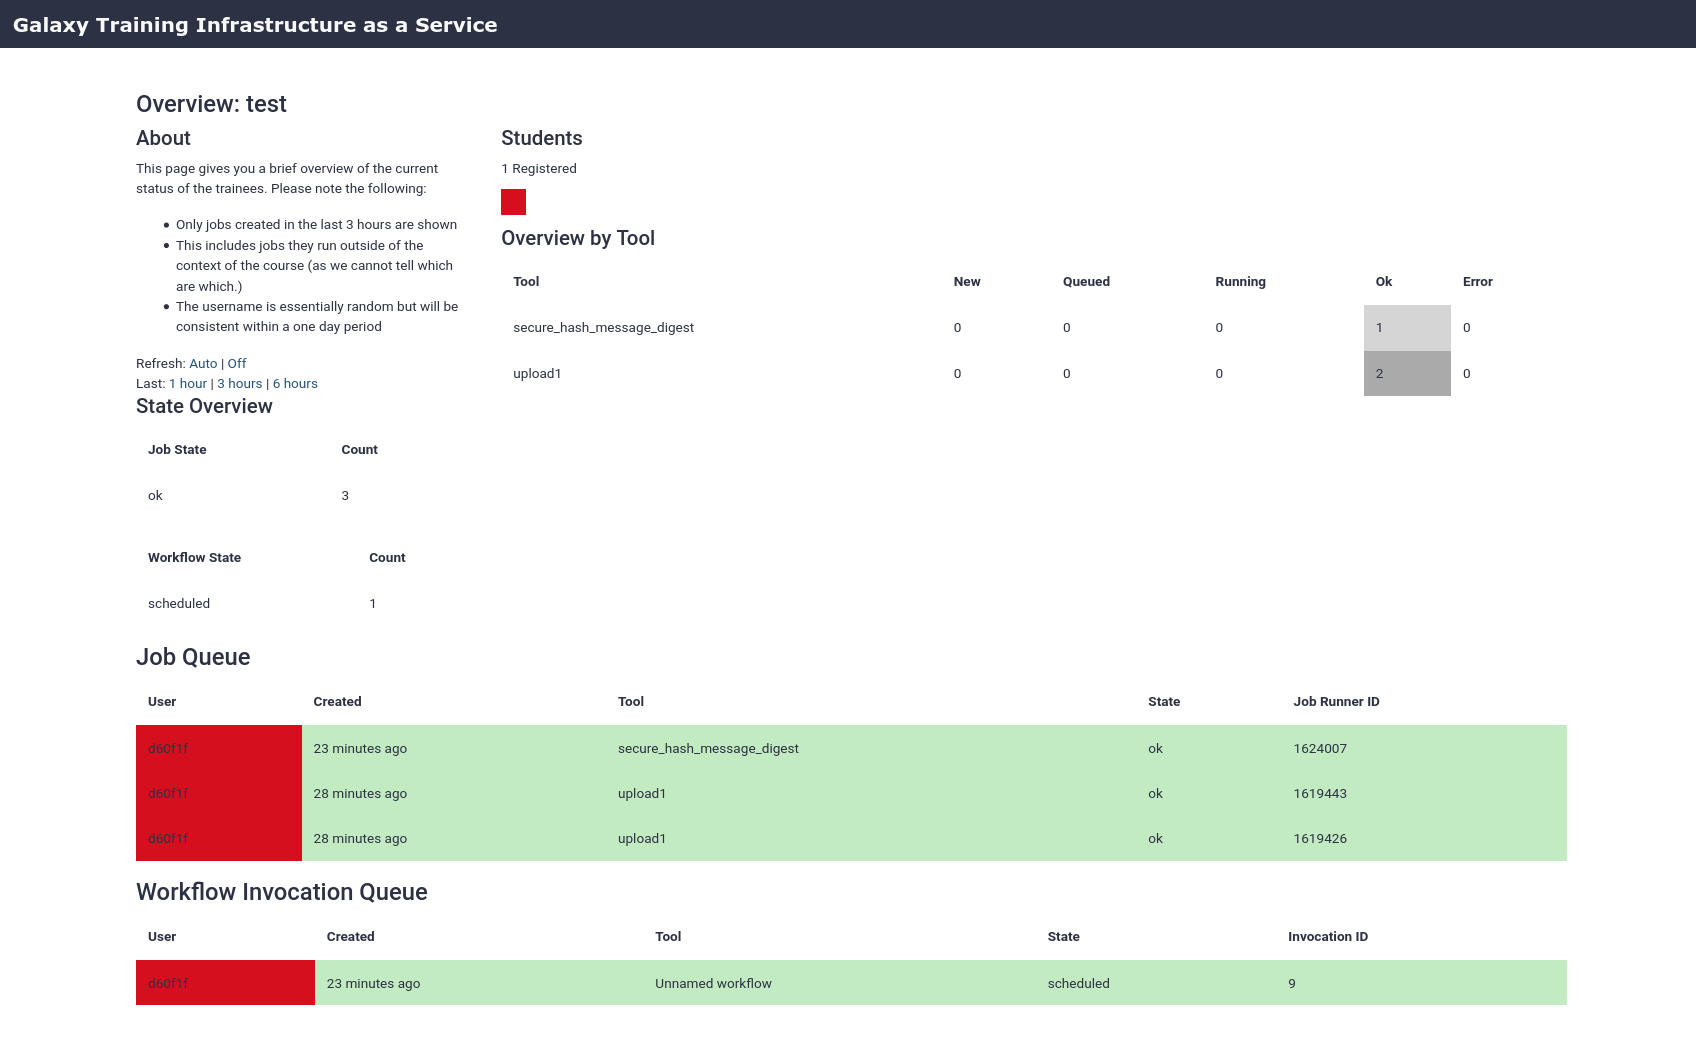 Galaxy Training Infrastructure as a Service
Overview: test
About
This page gives you a brief overview of the current
status of the trainees. Please note the following:
• Only jobs created in the last 3 hours are shown
• This includes jobs they run outside of the
context of the course (as we cannot tell which
are which.)
• The username is essentially random but will be
consistent within a one day period
Refresh: Auto | Off
Last: 1 hour | 3 hours | 6 hours
Students
1 Registered
Overview by Tool
Tool New Queued Running Ok Error
secure_hash_message_digest 0 0 0 1 0
upload1 0 0 0 2 0
State Overview
Job State Count
ok 3
Workflow State Count
scheduled 1
Job Queue
User Created Tool State Job Runner ID
d60f1f 23 minutes ago secure_hash_message_digest ok 1624007
d60f1f 28 minutes ago upload1 ok 1619443
d60f1f 28 minutes ago upload1 ok 1619426
Workflow Invocation Queue
User Created Tool State Invocation ID
d60f1f 23 minutes ago Unnamed workflow scheduled 9